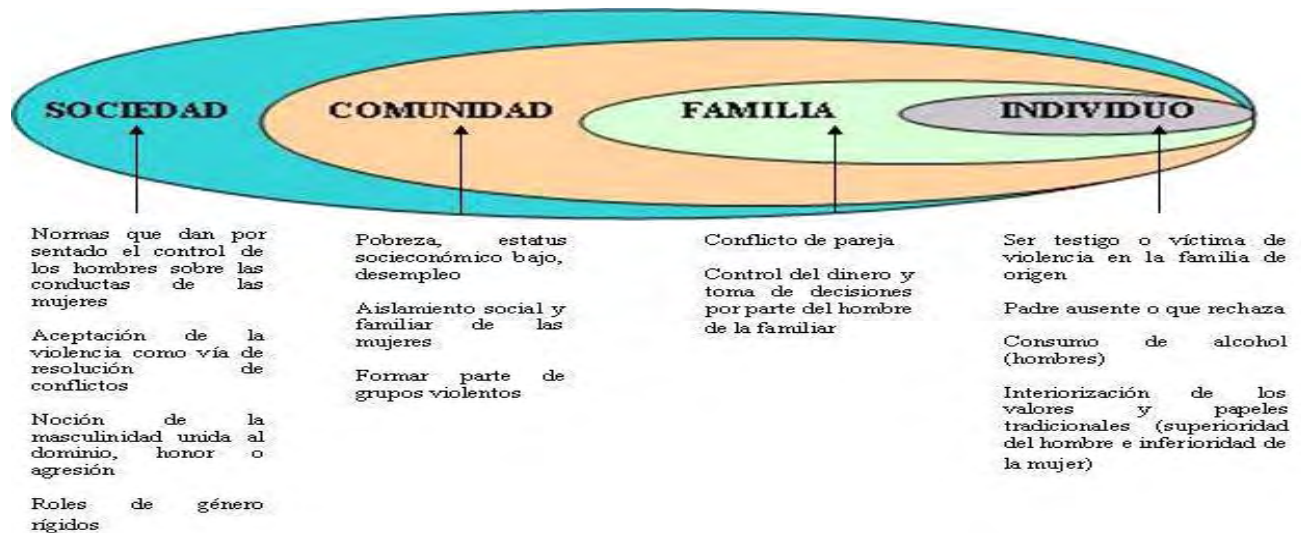 SOCIEDAD
COMUNIDAD
FAMILIA
INDIVIDUO
Normas que dan por
sentado el control de
los hombres sobre las
conductas de las
mujeres
Aceptación de la
violencia como vía de
resolución de
conflictos
Noción de la
masculinidad unida al
dominio, honor o
agresión
Roles de género
rígidos
Pobreza, estatus
socieconómico bajo,
desempleo
Aislamiento social y
familiar de las
mujeres
Formar parte de
grupos violentos
Conflicto de pareja
Control del dinero y
toma de decisiones
por parte del hombre
de la familiar
Ser testigo o víctima de
violencia en la familia de
origen
Padre ausente o que rechaza
Consumo de alcohol
(hombres)
Interiorización de los
valores y papeles
tradicionales (superioridad
del hombre e inferioridad de
la mujer)